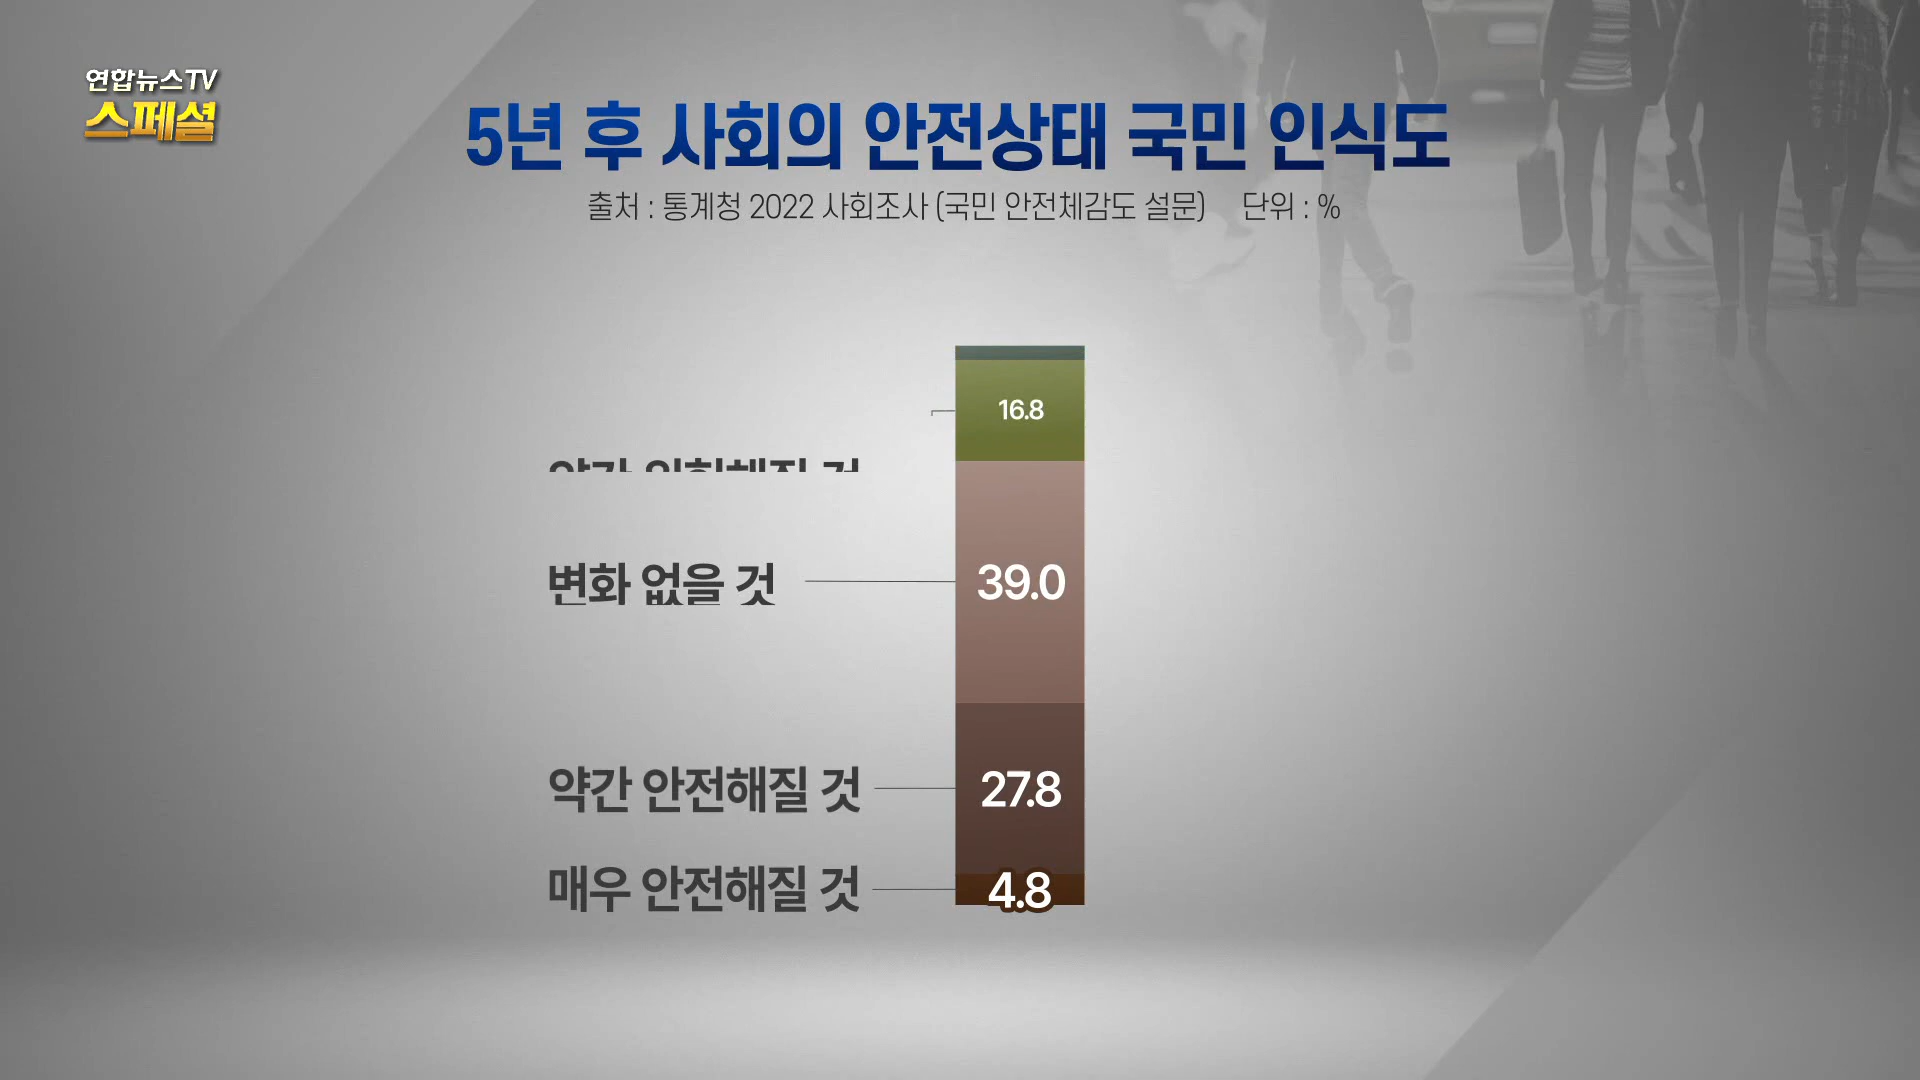 연합뉴스TV
스페셜
5년 후 사회의 안전상태 국민 인식도
출처 : 통계청 2022 사회조사 (국민 안전체감도 설문) 단위 : %
16.8
변화 없을 것 39.0
약간 안전해질 것 27.8
매우 안전해질 것 4.8